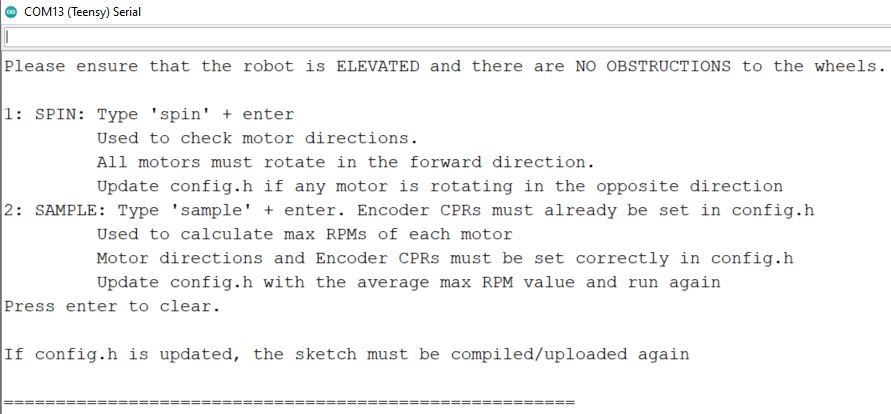 COM13 (Teensy) Serial
Please ensure that the robot is ELEVATED and there are NO OBSTRUCTIONS to the wheels.
1: SPIN: Type 'spin' + enter
Used to check motor directions.
All motors must rotate in the forward direction.
Update config.h if any motor is rotating in the opposite direction
2: SAMPLE: Type 'sample' + enter. Encoder CPRs must already be set in config.h
Used to calculate max RPMs of each motor
Motor directions and Encoder CPRs must be set correctly in config.h
Update config.h with the average max RPM value and run again
Press enter to clear.
If config.h is updated, the sketch must be compiled/uploaded again
=======================================================